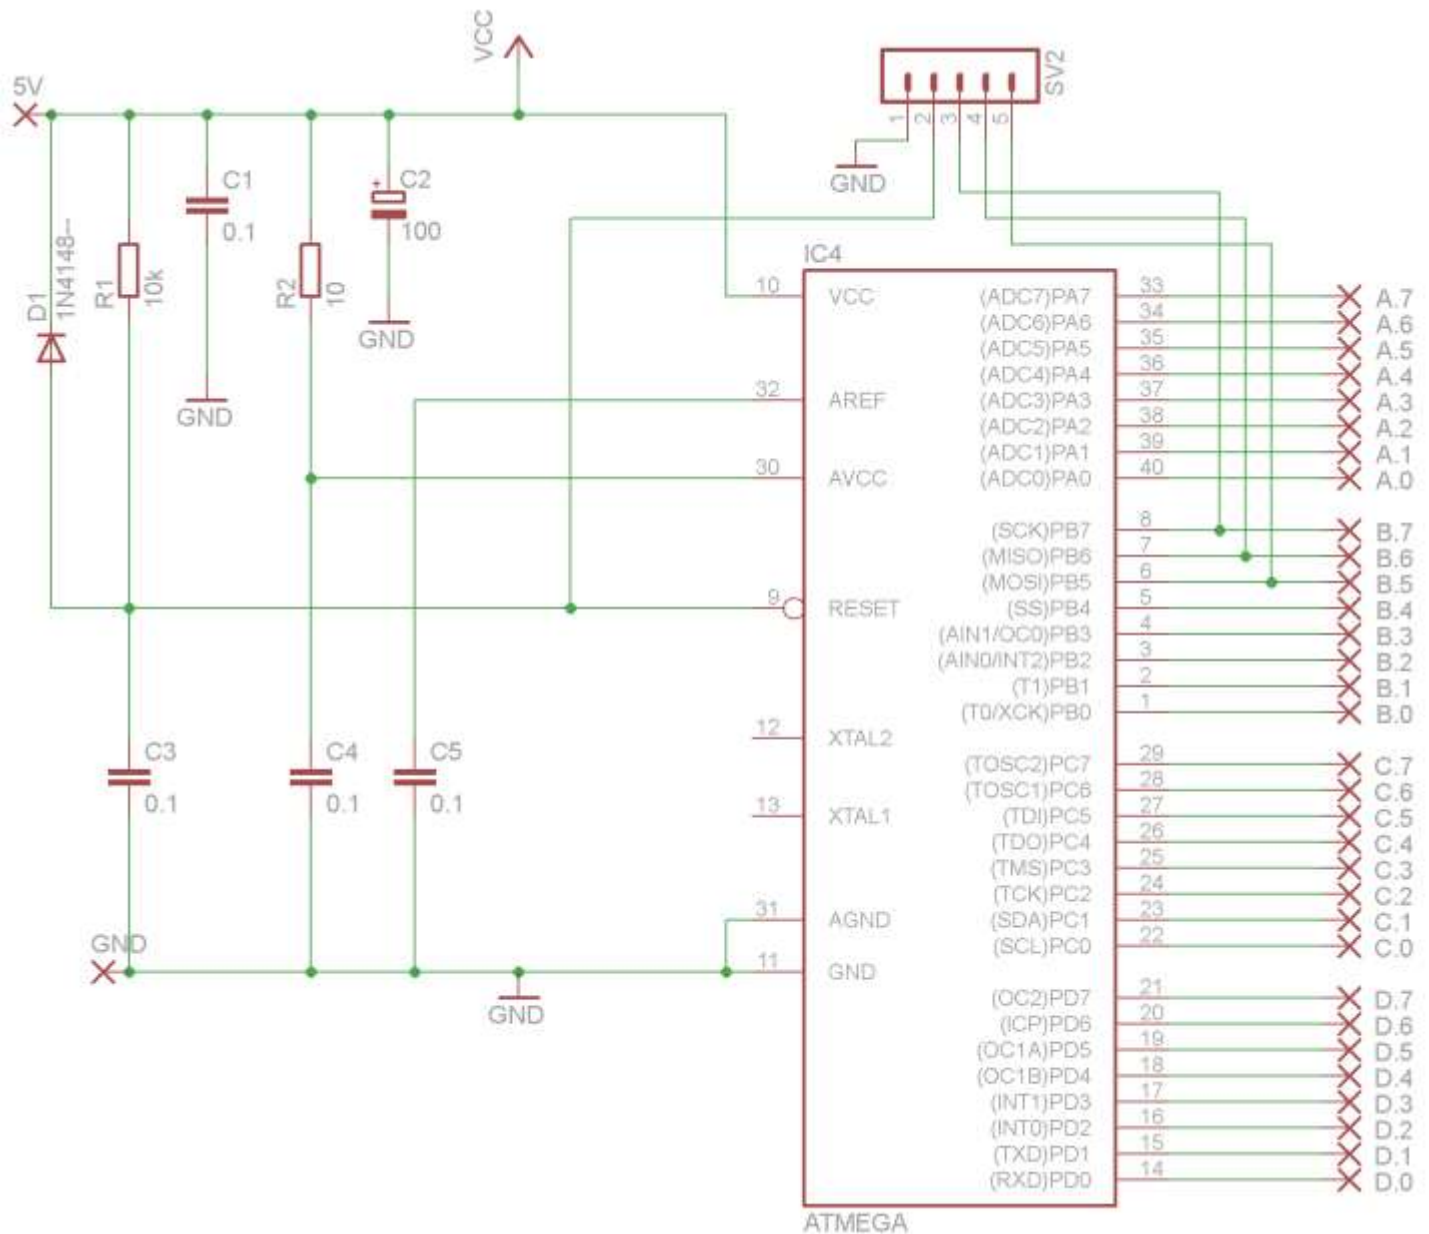 VCC
5V
SV2
1
2
3
4
5
GND
C1
0.1
GND
C2
+
100
GND
D1
1N4148--
R1
10k
R2
10
IC4
10 VCC
32 AREF
30 AVCC
9 RESET
12 XTAL2
13 XTAL1
31 AGND
11 GND
C3
0.1
C4
0.1
C5
0.1
GND
GND
(ADC7)PA7 33 A.7
(ADC6)PA6 34 A.6
(ADC5)PA5 35 A.5
(ADC4)PA4 36 A.4
(ADC3)PA3 37 A.3
(ADC2)PA2 38 A.2
(ADC1)PA1 39 A.1
(ADC0)PA0 40 A.0
(SCK)PB7 8 B.7
(MISO)PB6 7 B.6
(MOSI)PB5 6 B.5
(SS)PB4 5 B.4
(AIN1/OC0)PB3 4 B.3
(AIN0/INT2)PB2 3 B.2
(T1)PB1 2 B.1
(T0/XCK)PB0 1 B.0
(TOSC2)PC7 29 C.7
(TOSC1)PC6 28 C.6
(TDI)PC5 27 C.5
(TDO)PC4 26 C.4
(TMS)PC3 25 C.3
(TCK)PC2 24 C.2
(SDA)PC1 23 C.1
(SCL)PC0 22 C.0
(OC2)PD7 21 D.7
(ICP)PD6 20 D.6
(OC1A)PD5 19 D.5
(OC1B)PD4 18 D.4
(INT1)PD3 17 D.3
(INT0)PD2 16 D.2
(TXD)PD1 15 D.1
(RXD)PD0 14 D.0
ATMEGA